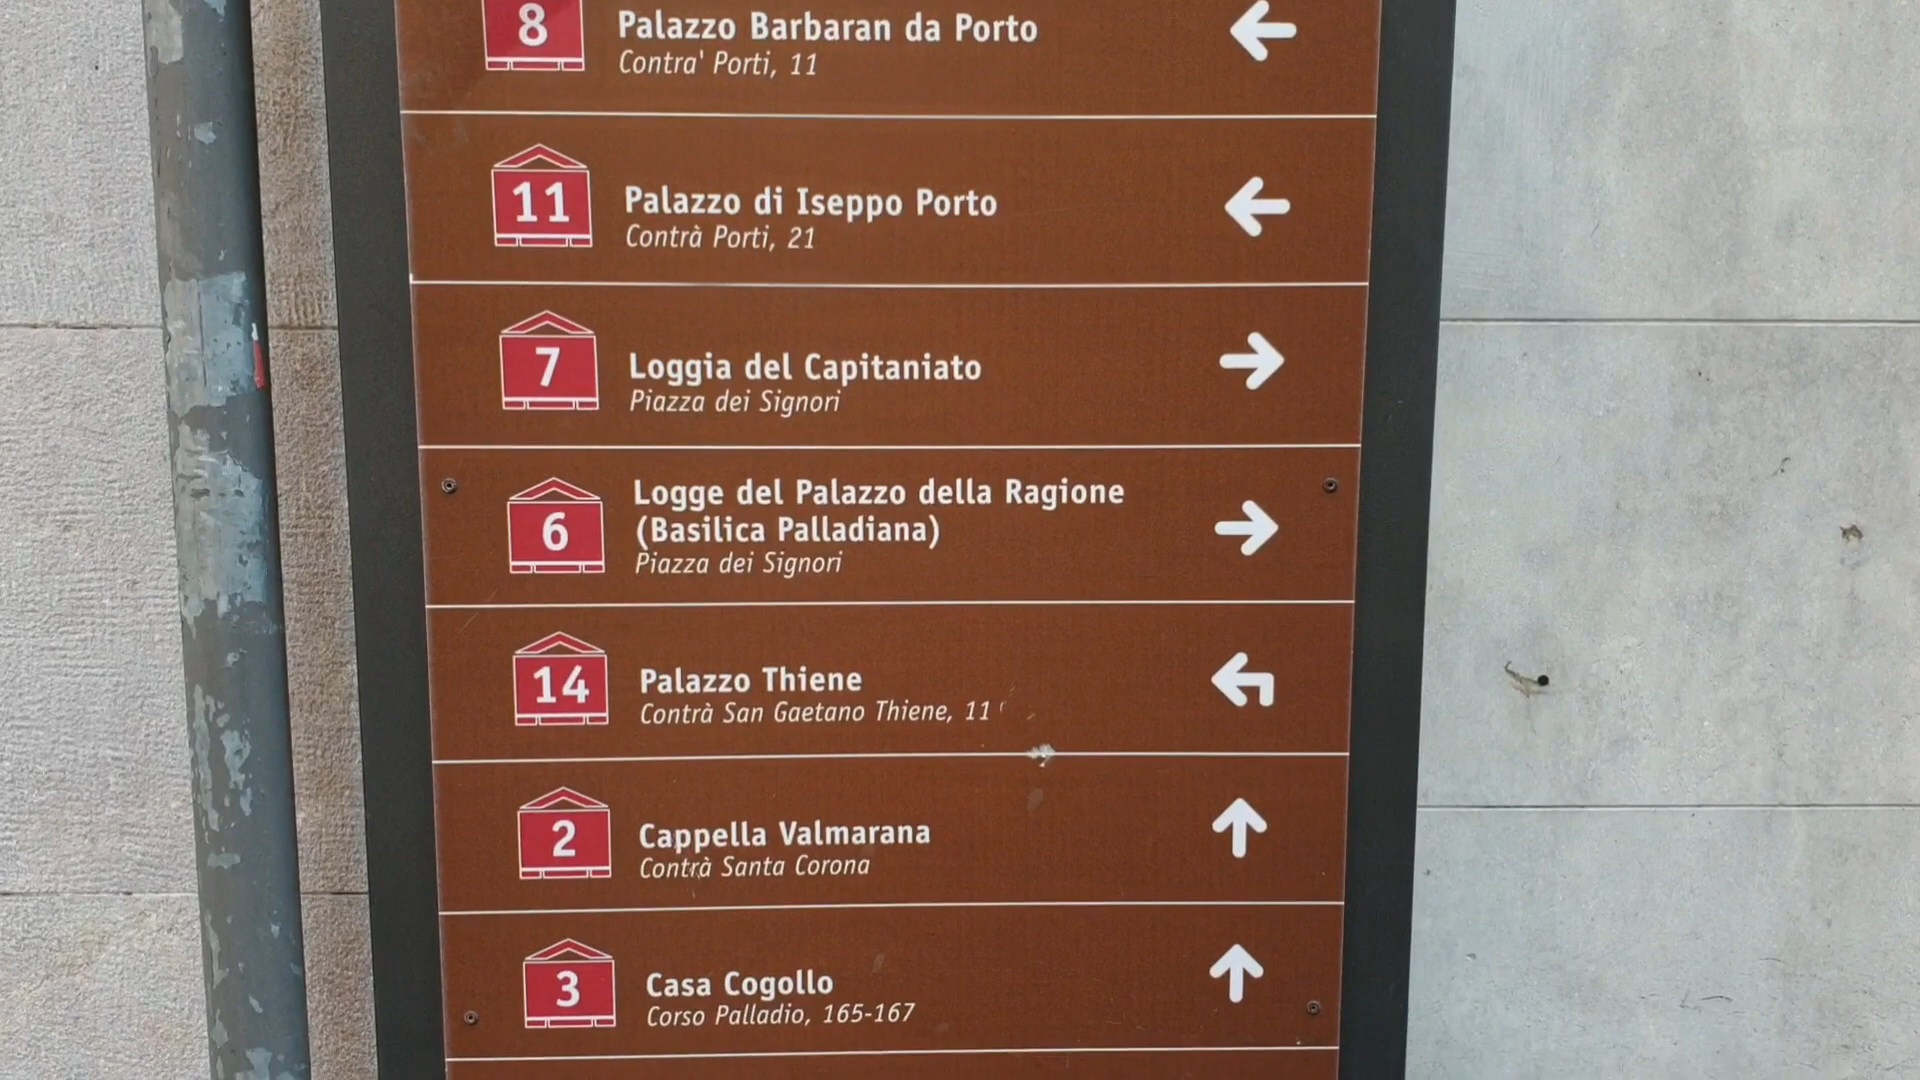 8 Palazzo Barbaran da Porto
Contra' Porti, 11
11 Palazzo di Iseppo Porto
Contrà Porti, 21
7 Loggia del Capitaniato
Piazza dei Signori
6 Logge del Palazzo della Ragione
(Basilica Palladiana)
Piazza dei Signori
14 Palazzo Thiene
Contrà San Gaetano Thiene, 11
2 Cappella Valmarana
Contrà Santa Corona
3 Casa Cogollo
Corso Palladio, 165-167